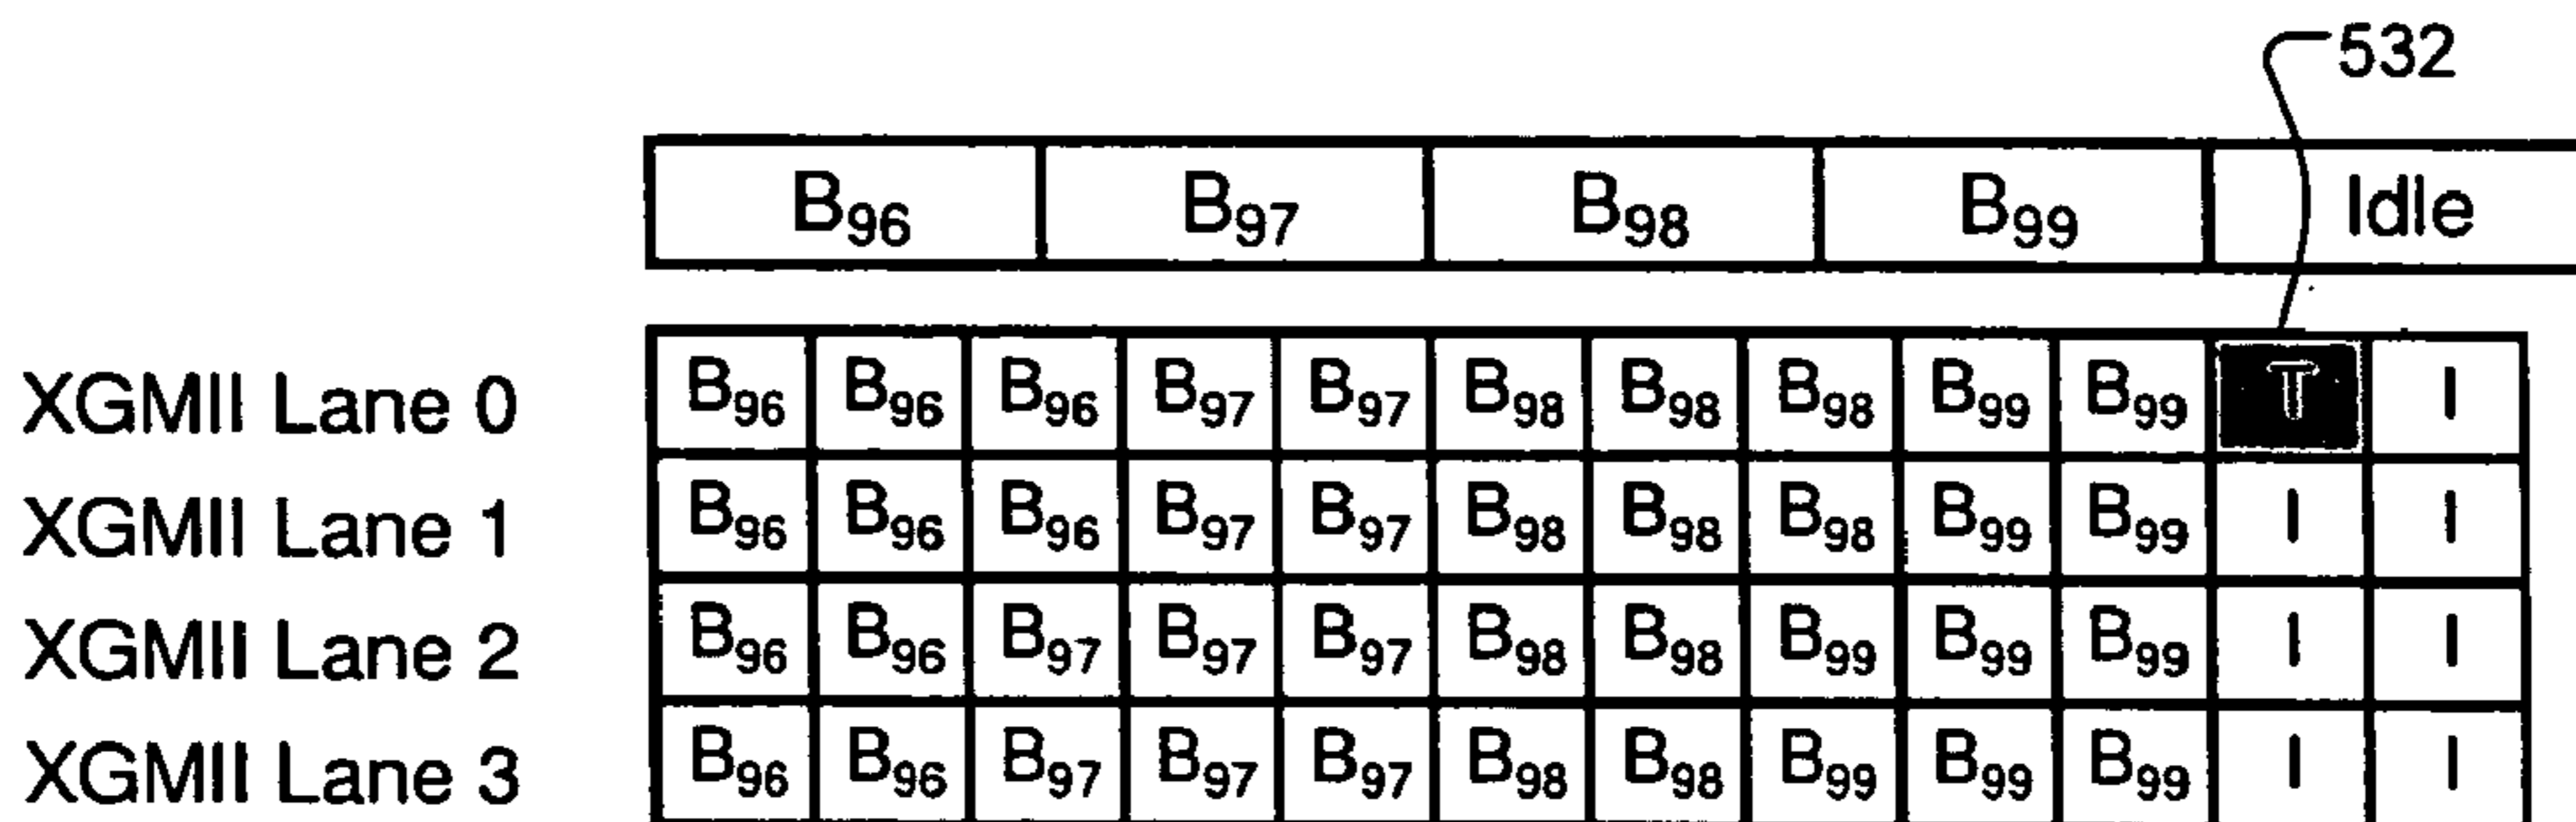 532
B96 B97 B98 B99 Idle
XGMII Lane 0 B96 B96 B96 B97 B97 B98 B98 B98 B99 B99 T I
XGMII Lane 1 B96 B96 B96 B97 B97 B98 B98 B98 B99 B99 I I
XGMII Lane 2 B96 B96 B97 B97 B97 B98 B98 B99 B99 B99 I I
XGMII Lane 3 B96 B96 B97 B97 B97 B98 B98 B99 B99 B99 I I